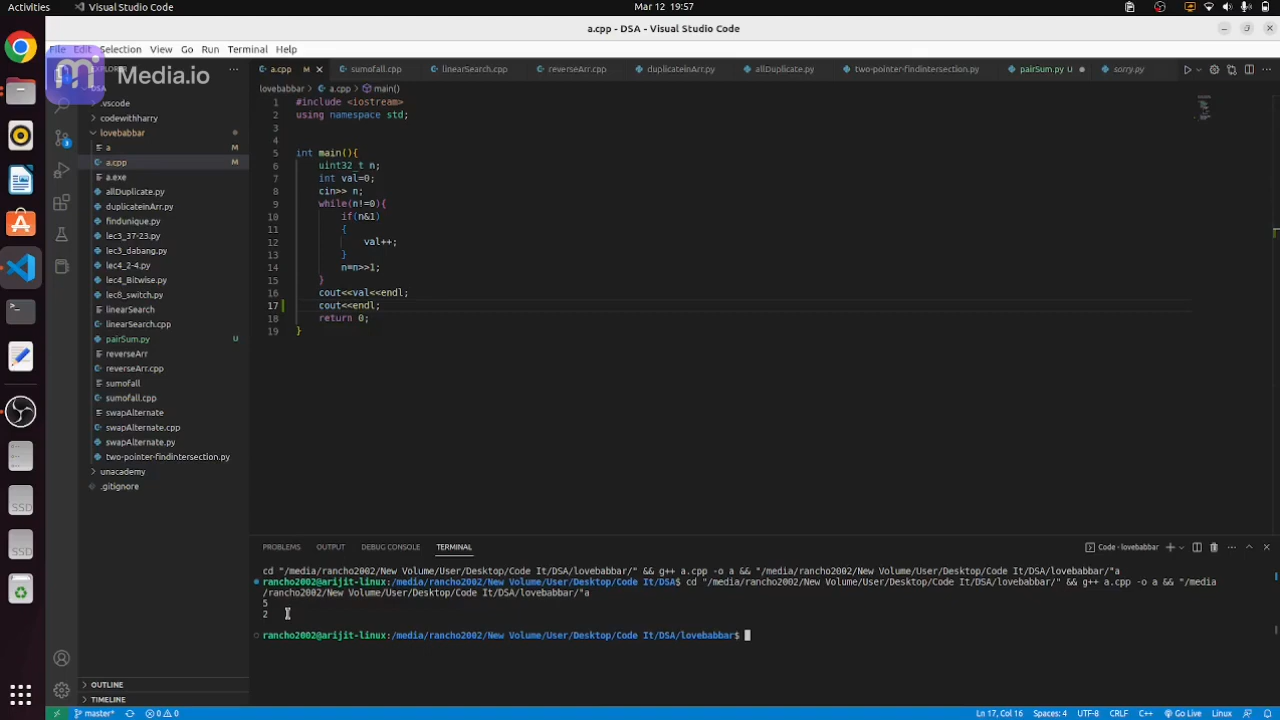 Activities
Visual Studio Code
Mar 12 19:57
a.cpp - DSA - Visual Studio Code
File Edit Selection View Go Run Terminal Help
Media.io
DSA
.vscode
codewithharry
lovebabbar
a M
a.cpp M
a.exe
allDuplicate.py
duplicateinArr.py
findunique.py
lec3_37-23.py
lec3_dabang.py
lec4_2-4.py
lec4_Bitwise.py
lec8_switch.py
linearSearch
linearSearch.cpp
pairSum.py U
reverseArr
reverseArr.cpp
sumofall
sumofall.cpp
swapAlternate
swapAlternate.cpp
swapAlternate.py
two-pointer-findintersection.py
unacademy
.gitignore
OUTLINE
TIMELINE
a.cpp M sumofall.cpp linearSearch.cpp reverseArr.cpp duplicateinArr.py allDuplicate.py two-pointer-findintersection.py pairSum.py U sorry.py
lovebabbar > a.cpp > main()
1 #include <iostream>
2 using namespace std;
3
4
5 int main(){
6 uint32_t n;
7 int val=0;
8 cin>> n;
9 while(n!=0){
10 if(n&1)
11 {
12 val++;
13 }
14 n=n>>1;
15 }
16 cout<<val<<endl;
17 cout<<endl;
18 return 0;
19 }
PROBLEMS OUTPUT DEBUG CONSOLE TERMINAL
Code - lovebabbar
cd "/media/rancho2002/New Volume/User/Desktop/Code It/DSA/lovebabbar/" && g++ a.cpp -o a && "/media/rancho2002/New Volume/User/Desktop/Code It/DSA/lovebabbar/"a
rancho2002@arijit-linux:/media/rancho2002/New Volume/User/Desktop/Code It/DSA$ cd "/media/rancho2002/New Volume/User/Desktop/Code It/DSA/lovebabbar/" && g++ a.cpp -o a && "/media
/rancho2002/New Volume/User/Desktop/Code It/DSA/lovebabbar/"a
5
2
rancho2002@arijit-linux:/media/rancho2002/New Volume/User/Desktop/Code It/DSA/lovebabbar$
master* 0 0
Ln 17, Col 16 Spaces: 4 UTF-8 CRLF C++ Go Live Linux
SSD
SSD